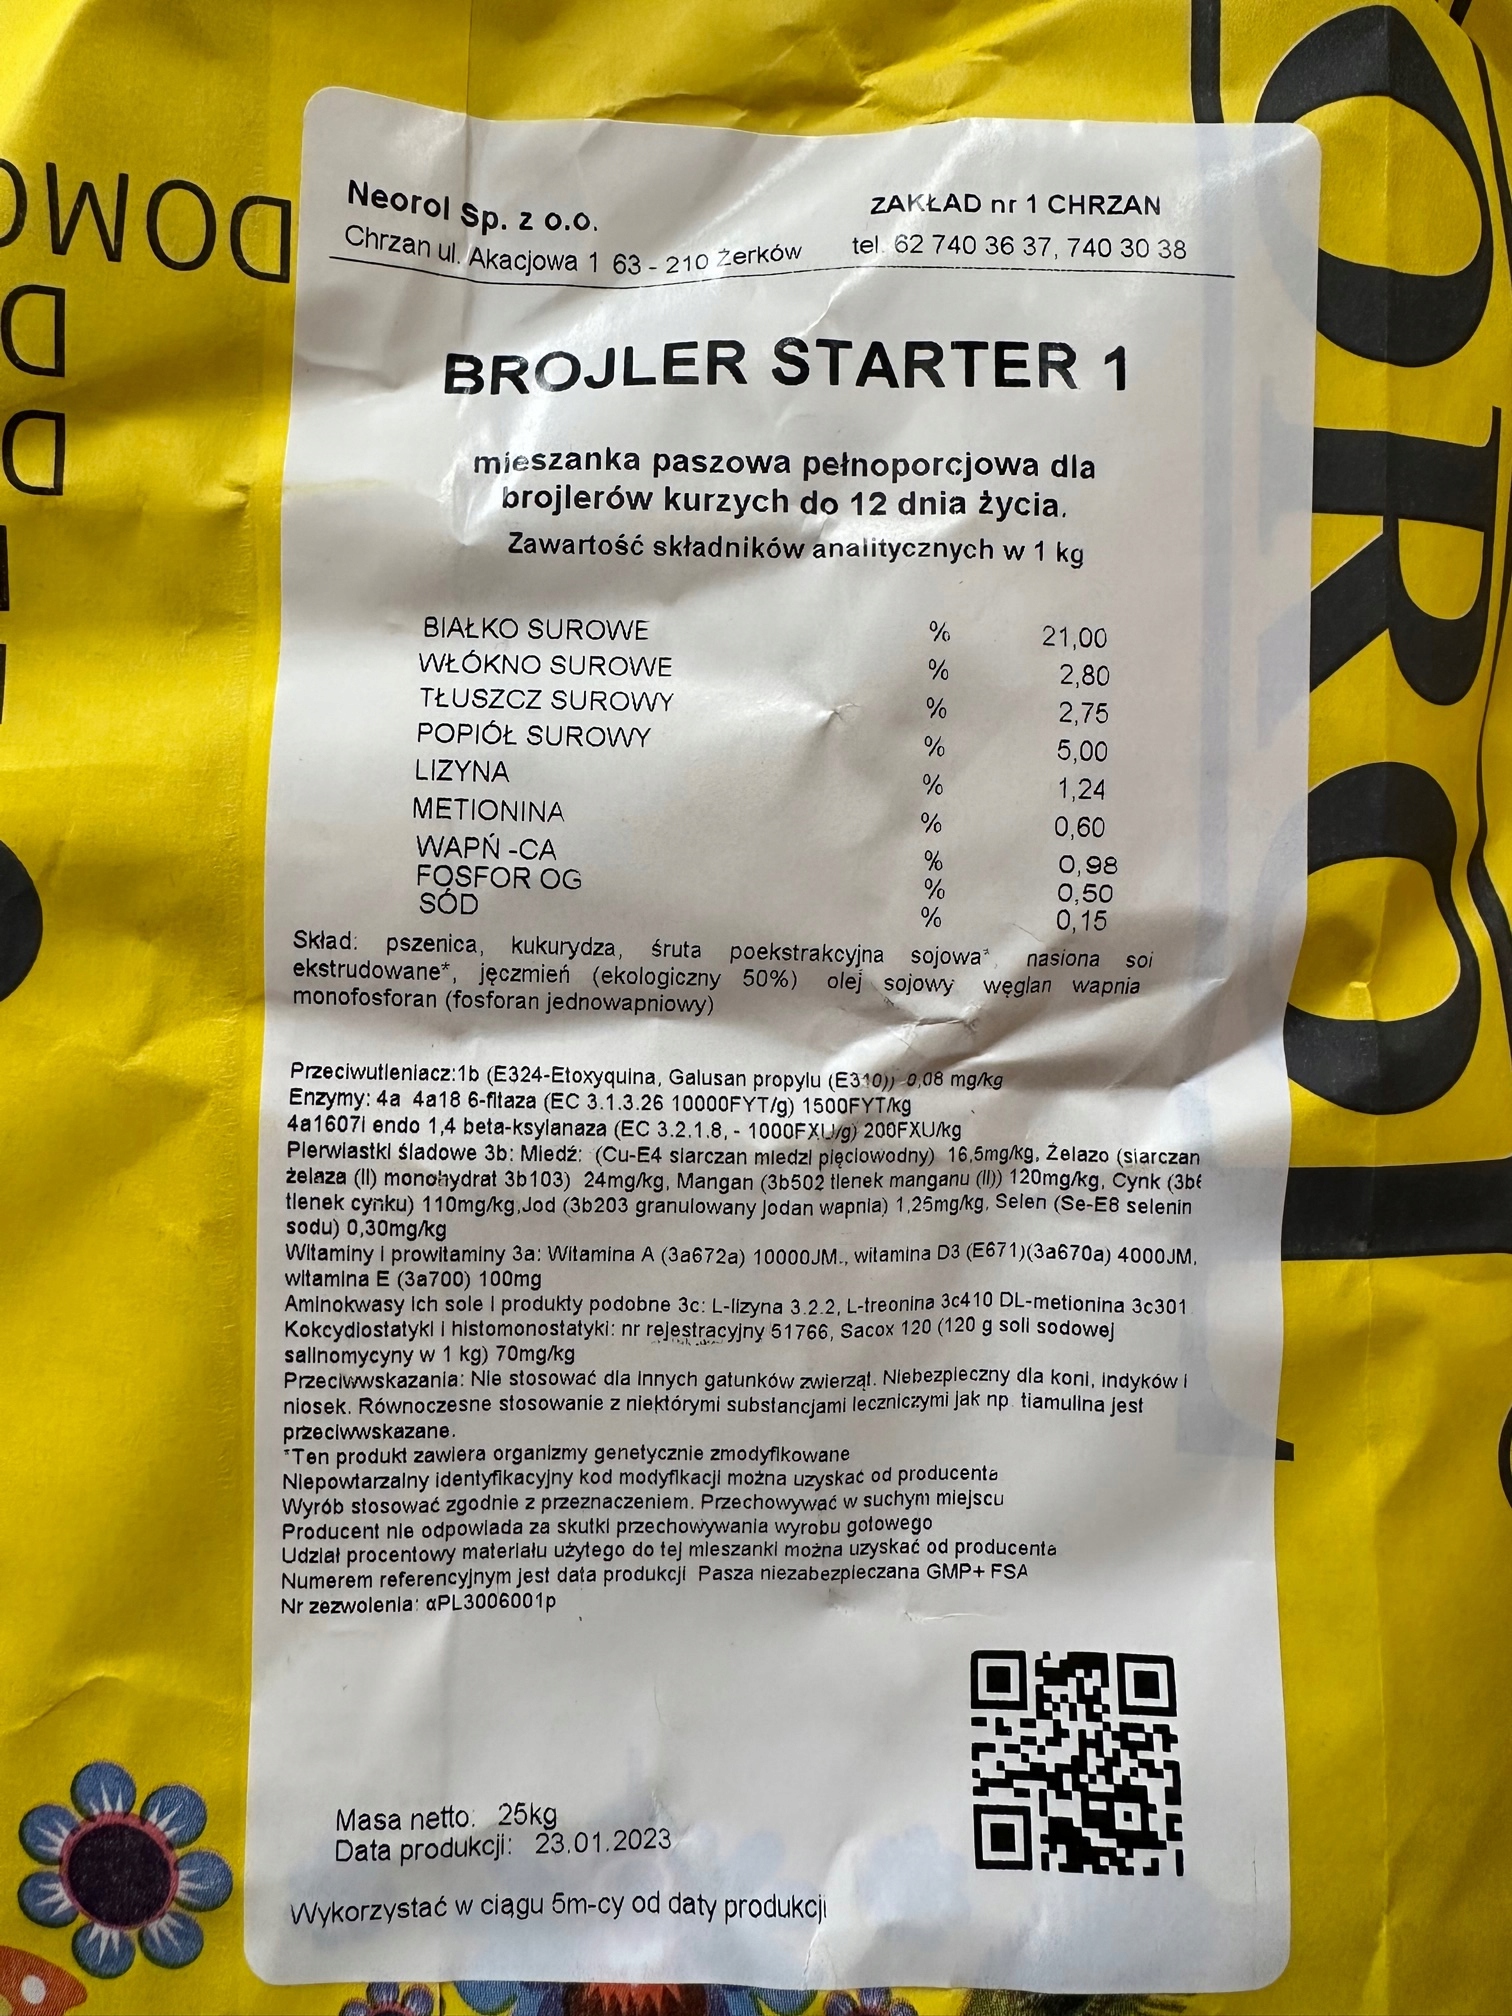 Neorol Sp. z o.o.
Chrzan ul. Akacjowa 1 63 - 210 Żerków
ZAKŁAD nr 1 CHRZAN
tel. 62 740 36 37, 740 30 38
BROJLER STARTER 1
mieszanka paszowa pełnoporcjowa dla
brojlerów kurzych do 12 dnia życia.
Zawartość składników analitycznych w 1 kg
BIAŁKO SUROWE % 21,00
WŁÓKNO SUROWE % 2,80
TŁUSZCZ SUROWY % 2,75
POPIÓŁ SUROWY % 5,00
LIZYNA % 1,24
METIONINA % 0,60
WAPŃ -CA % 0,98
FOSFOR OG % 0,50
SÓD % 0,15
Skład: pszenica, kukurydza, śruta poekstrakcyjna sojowa*, nasiona soi
ekstrudowane*, jęczmień (ekologiczny 50%) olej sojowy węglan wapnia
monofosforan (fosforan jednowapniowy)
Przeciwutleniacz:1b (E324-Etoxyquina, Galusan propylu (E310)) 0,08 mg/kg
Enzymy: 4a 4a18 6-fitaza (EC 3.1.3.26 10000FYT/g) 1500FYT/kg
4a1607i endo 1,4 beta-ksylanaza (EC 3.2.1.8, - 1000FXU/g) 200FXU/kg
Pierwiastki śladowe 3b: Miedź: (Cu-E4 siarczan miedzi pięciowodny) 16,5mg/kg, Żelazo (siarczan
żelaza (II) monohydrat 3b103) 24mg/kg, Mangan (3b502 tlenek manganu (II)) 120mg/kg, Cynk
tlenek cynku) 110mg/kg,Jod (3b203 granulowany jodan wapnia) 1,25mg/kg, Selen (Se-E8 selenin
sodu) 0,30mg/kg
Witaminy i prowitaminy 3a: Witamina A (3a672a) 10000JM., witamina D3 (E671)(3a670a) 4000JM,
witamina E (3a700) 100mg
Aminokwasy ich sole i produkty podobne 3c: L-lizyna 3.2.2, L-treonina 3c410 DL-metionina 3c301
Kokcydiostatyki i histomonostatyki: nr rejestracyjny 51766, Sacox 120 (120 g soli sodowej
salinomycyny w 1 kg) 70mg/kg
Przeciwwskazania: Nie stosować dla innych gatunków zwierząt. Niebezpieczny dla koni, indyków i
niosek. Równoczesne stosowanie z niektórymi substancjami leczniczymi jak np. tiamulina jest
przeciwwskazane.
*Ten produkt zawiera organizmy genetycznie zmodyfikowane
Niepowtarzalny identyfikacyjny kod modyfikacji można uzyskać od producenta
Wyrób stosować zgodnie z przeznaczeniem. Przechowywać w suchym miejscu
Producent nie odpowiada za skutki przechowywania wyrobu gotowego
Udział procentowy materiału użytego do tej mieszanki można uzyskać od producenta
Numerem referencyjnym jest data produkcji Pasza niezabezpieczana GMP+ FSA
Nr zezwolenia: αPL3006001p
Masa netto: 25kg
Data produkcji: 23.01.2023
Wykorzystać w ciągu 5m-cy od daty produkcji